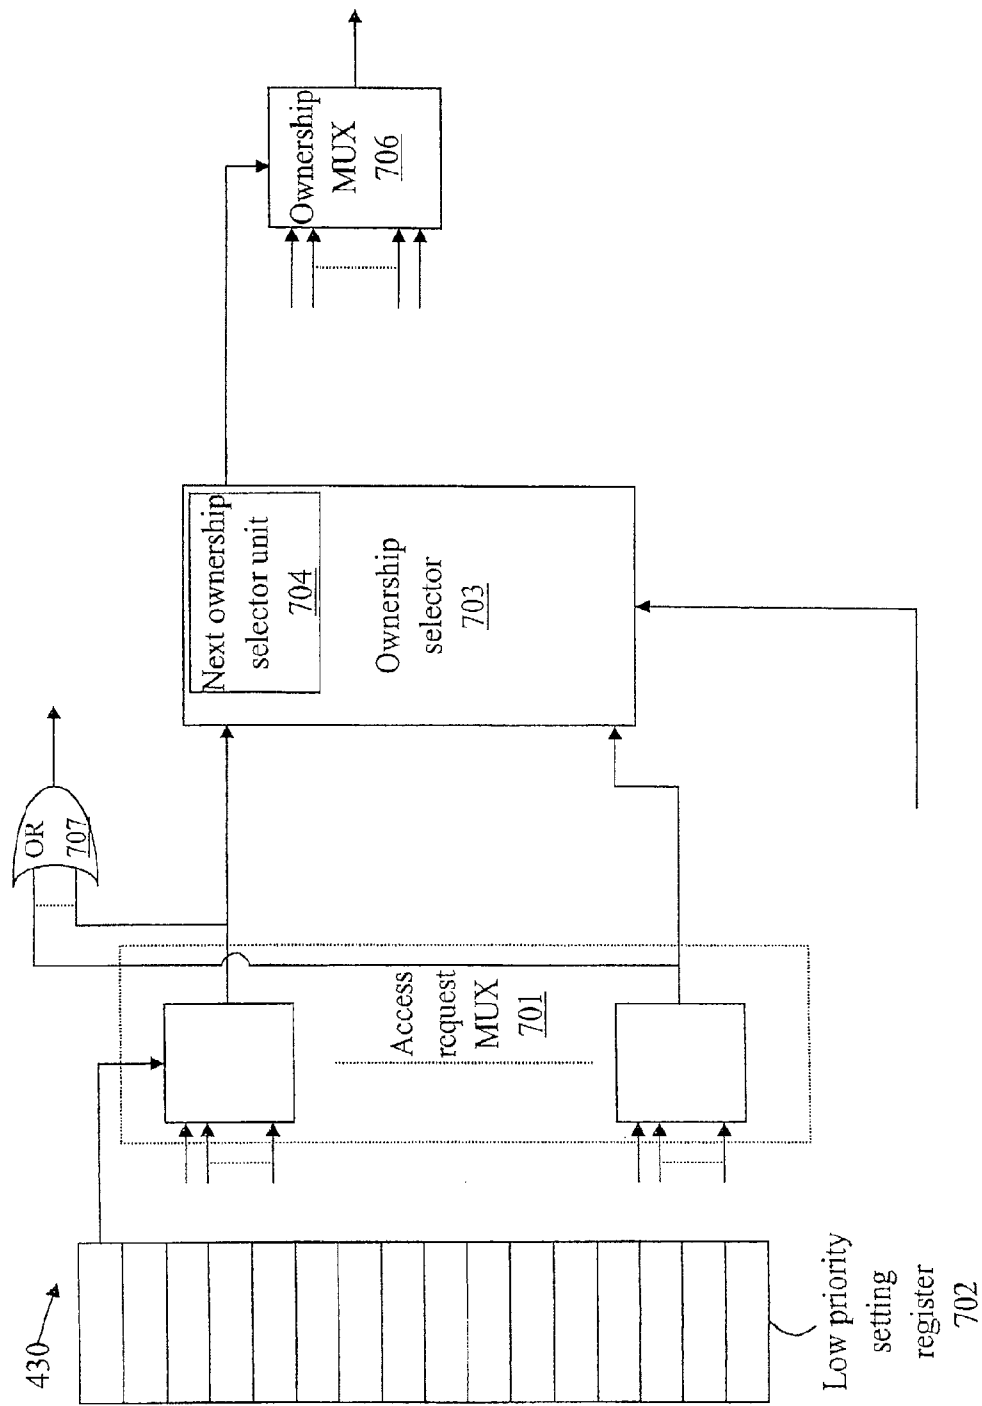 430
Low priority
setting
register
702
Access
request
MUX
701
OR
707
Next ownership
selector unit
704
Ownership
selector
703
Ownership
MUX
706